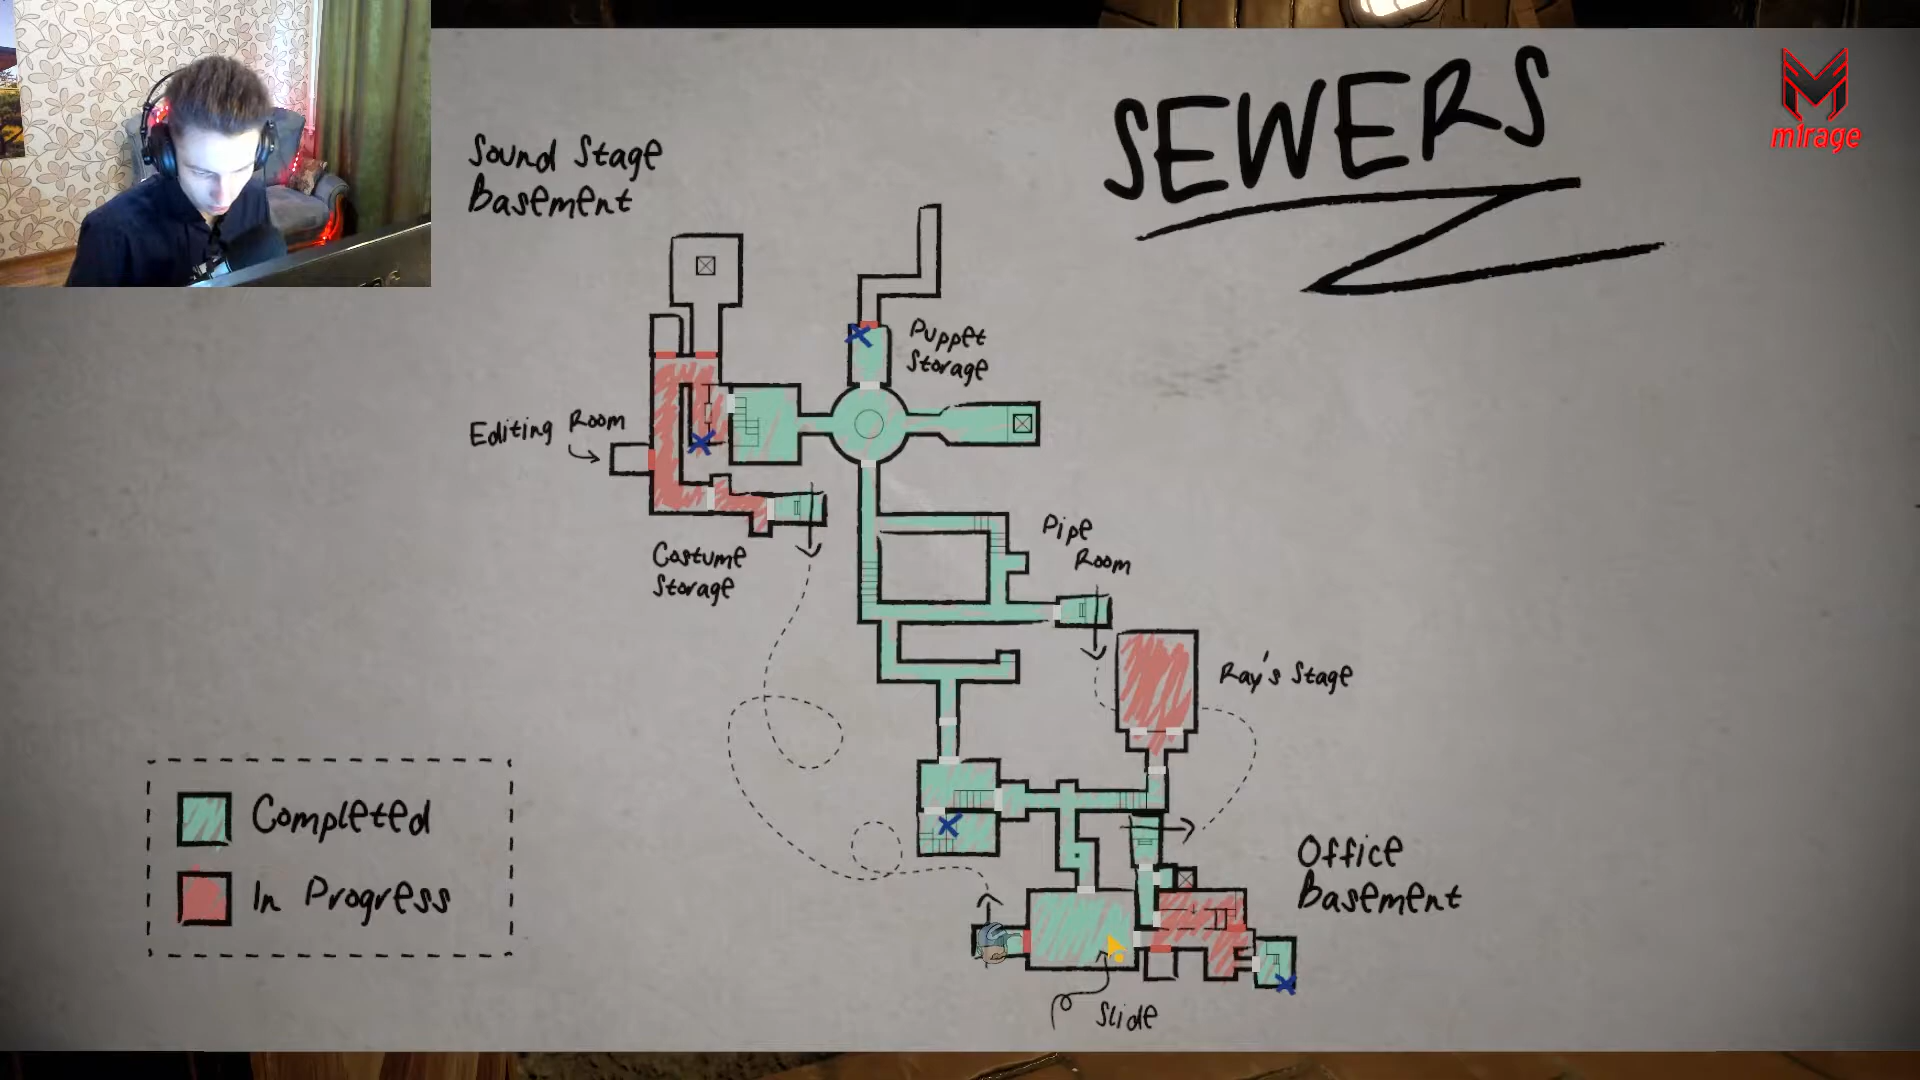 SEWERS
m1rage
Sound Stage
Basement
Puppet
Storage
Editing Room
Pipe
Room
Costume
Storage
Ray's Stage
Completed
In Progress
Office
Basement
Slide